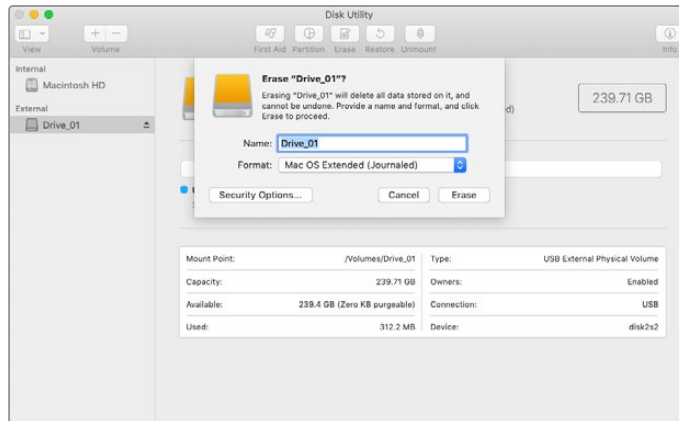 Disk Utility
View
Volume
First Aid
Partition
Erase
Restore
Unmount
Info
Internal
Macintosh HD
External
Drive_01
Erase “Drive_01”?
Erasing “Drive_01” will delete all data stored on it, and
cannot be undone. Provide a name and format, and click
Erase to proceed.
Name: Drive_01
Format: Mac OS Extended (Journaled)
Security Options...
Cancel
Erase
d)
239.71 GB
Mount Point: /Volumes/Drive_01
Type: USB External Physical Volume
Capacity: 239.71 GB
Owners: Enabled
Available: 239.4 GB (Zero KB purgeable)
Connection: USB
Used: 312.2 MB
Device: disk2s2